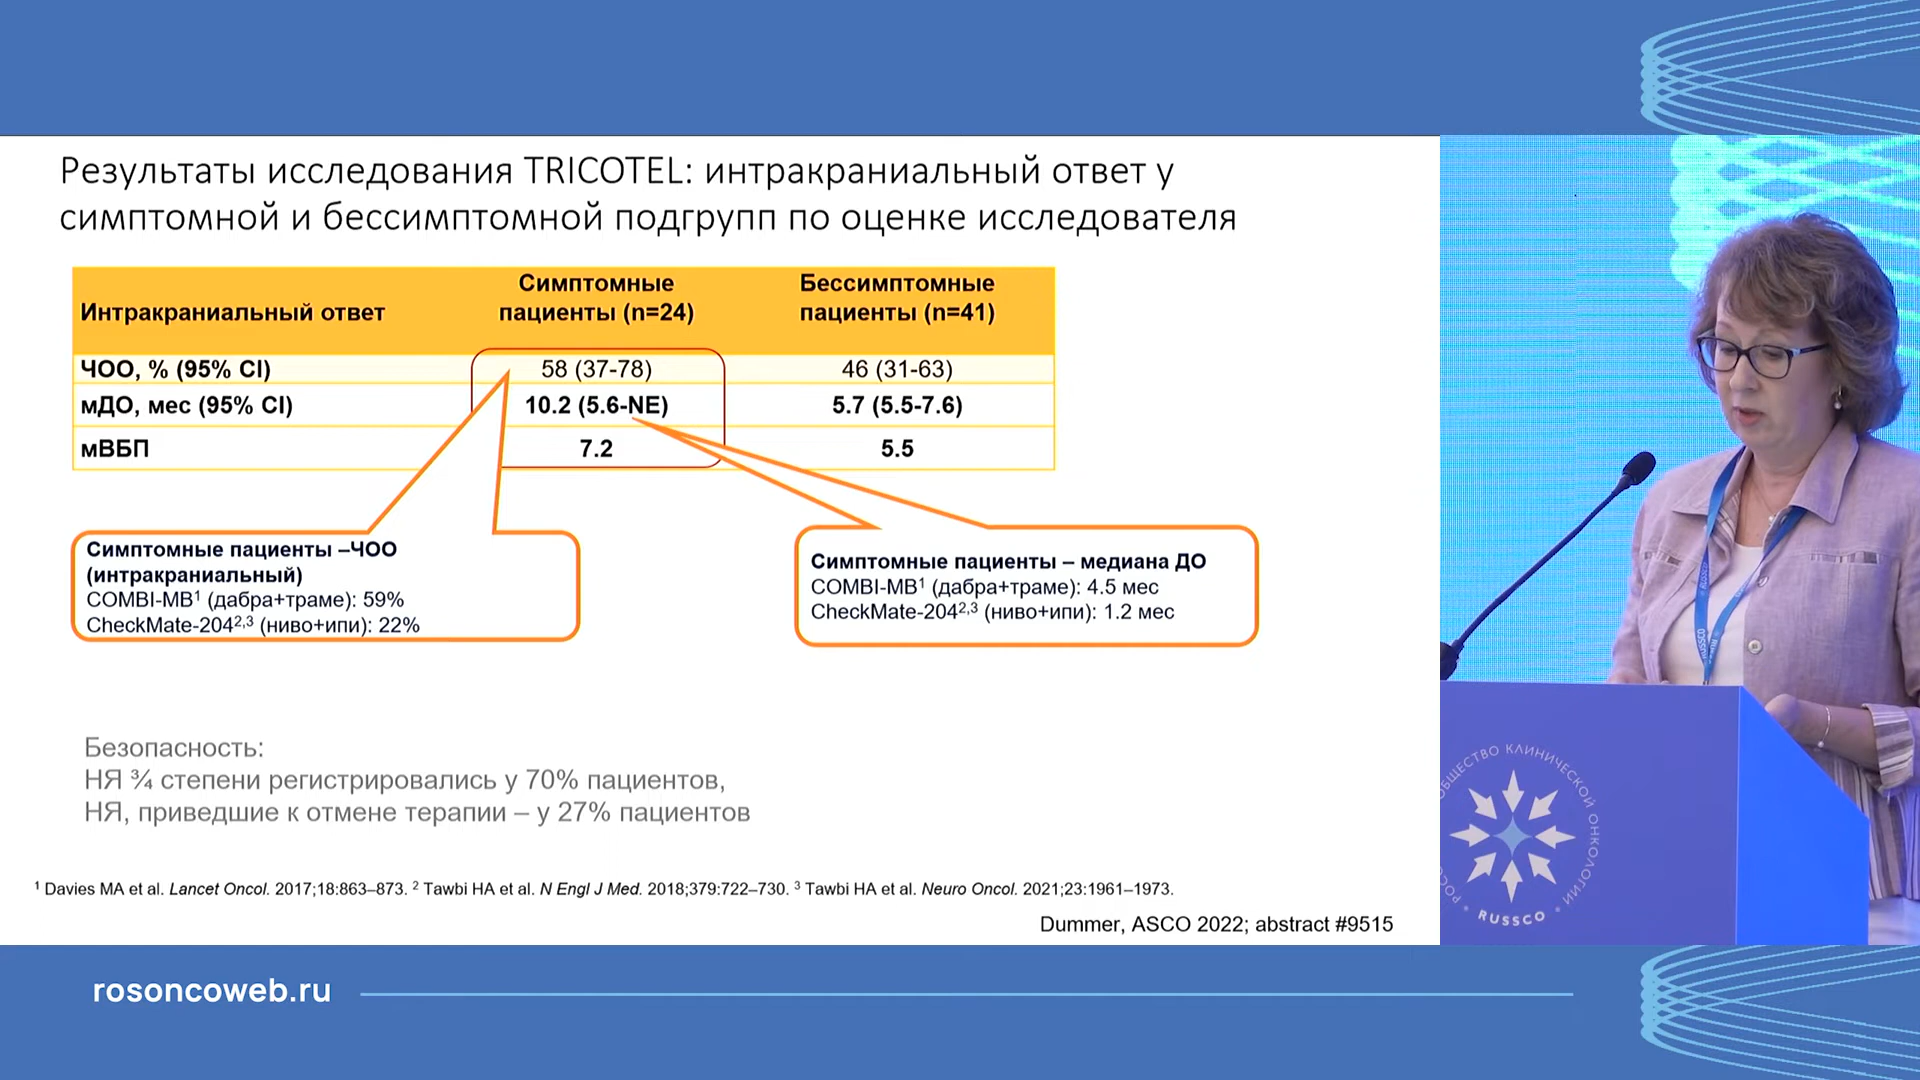 Результаты исследования TRICOTEL: интракраниальный ответ у
симптомной и бессимптомной подгрупп по оценке исследователя
Интракраниальный ответ
Симптомные
пациенты (n=24)
Бессимптомные
пациенты (n=41)
ЧОО, % (95% CI) 58 (37-78) 46 (31-63)
мДО, мес (95% CI) 10.2 (5.6-NE) 5.7 (5.5-7.6)
мВБП 7.2 5.5
Симптомные пациенты –ЧОО
(интракраниальный)
COMBI-MB¹ (дабра+траме): 59%
CheckMate-204²,³ (ниво+ипи): 22%
Симптомные пациенты – медиана ДО
COMBI-MB¹ (дабра+траме): 4.5 мес
CheckMate-204²,³ (ниво+ипи): 1.2 мес
Безопасность:
НЯ ¾ степени регистрировались у 70% пациентов,
НЯ, приведшие к отмене терапии – у 27% пациентов
¹ Davies MA et al. Lancet Oncol. 2017;18:863–873. ² Tawbi HA et al. N Engl J Med. 2018;379:722–730. ³ Tawbi HA et al. Neuro Oncol. 2021;23:1961–1973.
Dummer, ASCO 2022; abstract #9515
ОБЩЕСТВО КЛИНИЧЕСКОЙ ОНКОЛОГИИ
RUSSCO
rosoncoweb.ru